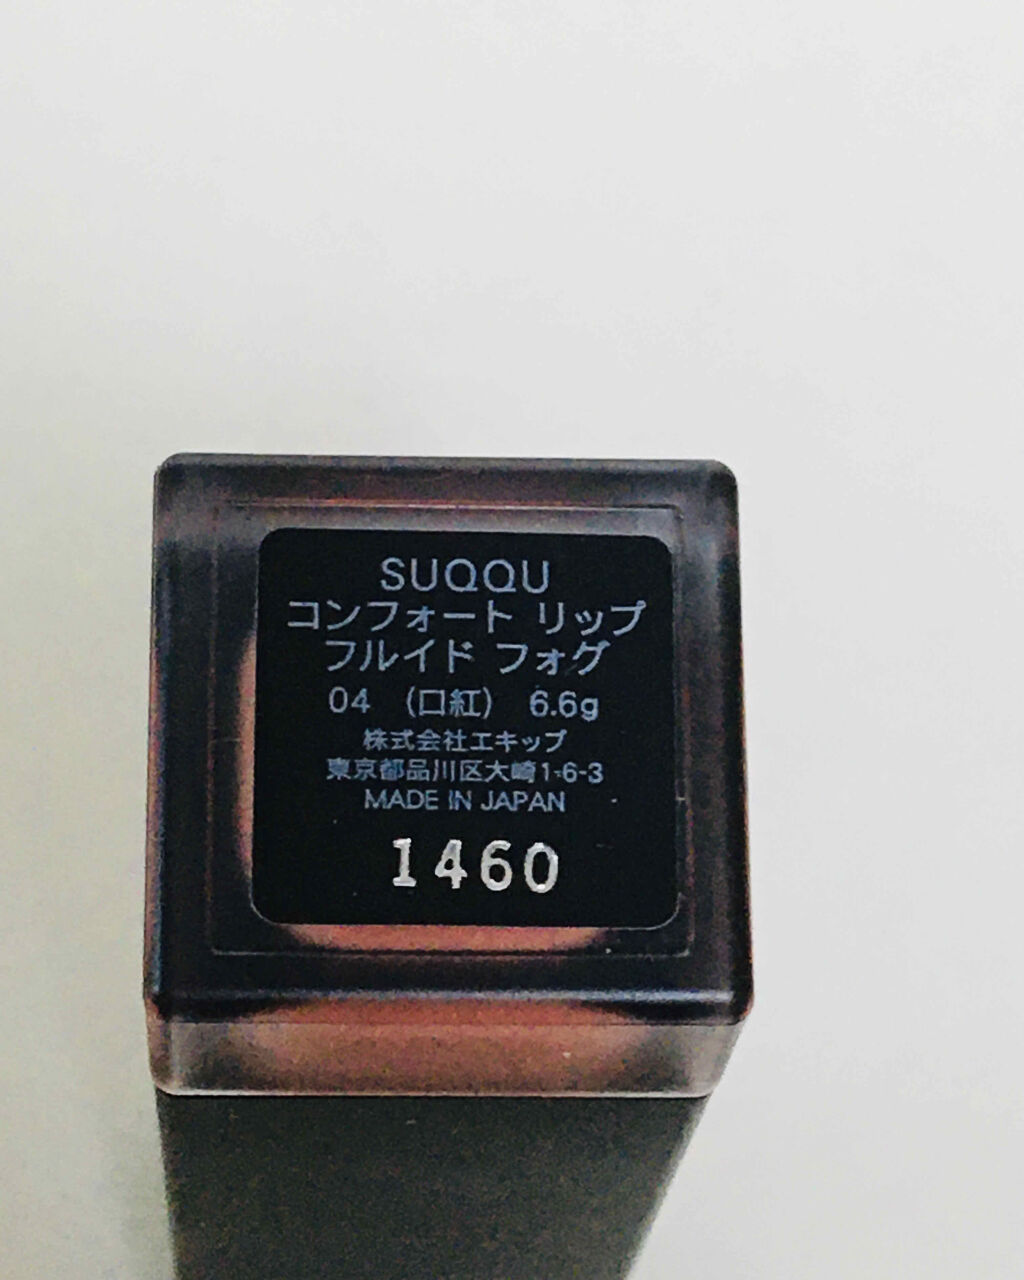 SUQQU
コンフォート リップ
フルイド フォグ
04 (口紅) 6.6g
株式会社エキップ
東京都品川区大崎1-6-3
MADE IN JAPAN
1460